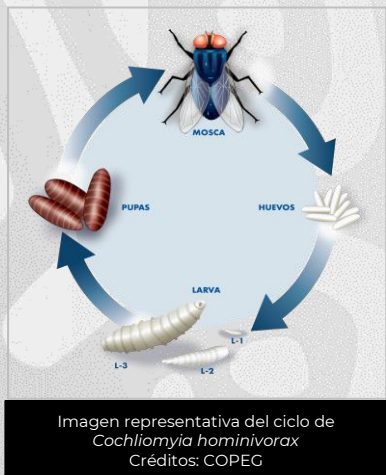 MOSCA
HUEVOS
PUPAS
LARVA
L-1
L-2
L-3
Imagen representativa del ciclo de
Cochliomyia hominivorax
Créditos: COPEG